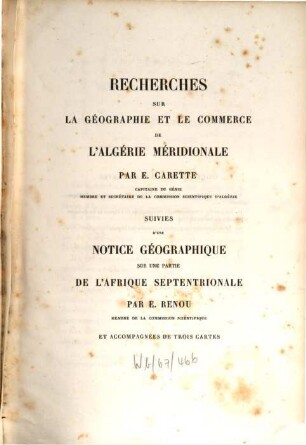 RECHERCHES
SUR
LA GÉOGRAPHIE ET LE COMMERCE
DE
L'ALGÉRIE MÉRIDIONALE
PAR E. CARETTE
CAPITAINE DU GÉNIE
MEMBRE ET SECRÉTAIRE DE LA COMMISSION SCIENTIFIQUE D'ALGÉRIE
SUIVIES
D'UNE
NOTICE GÉOGRAPHIQUE
SUR UNE PARTIE
DE L'AFRIQUE SEPTENTRIONALE
PAR E. RENOU
MEMBRE DE LA COMMISSION SCIENTIFIQUE
ET ACCOMPAGNÉES DE TROIS CARTES